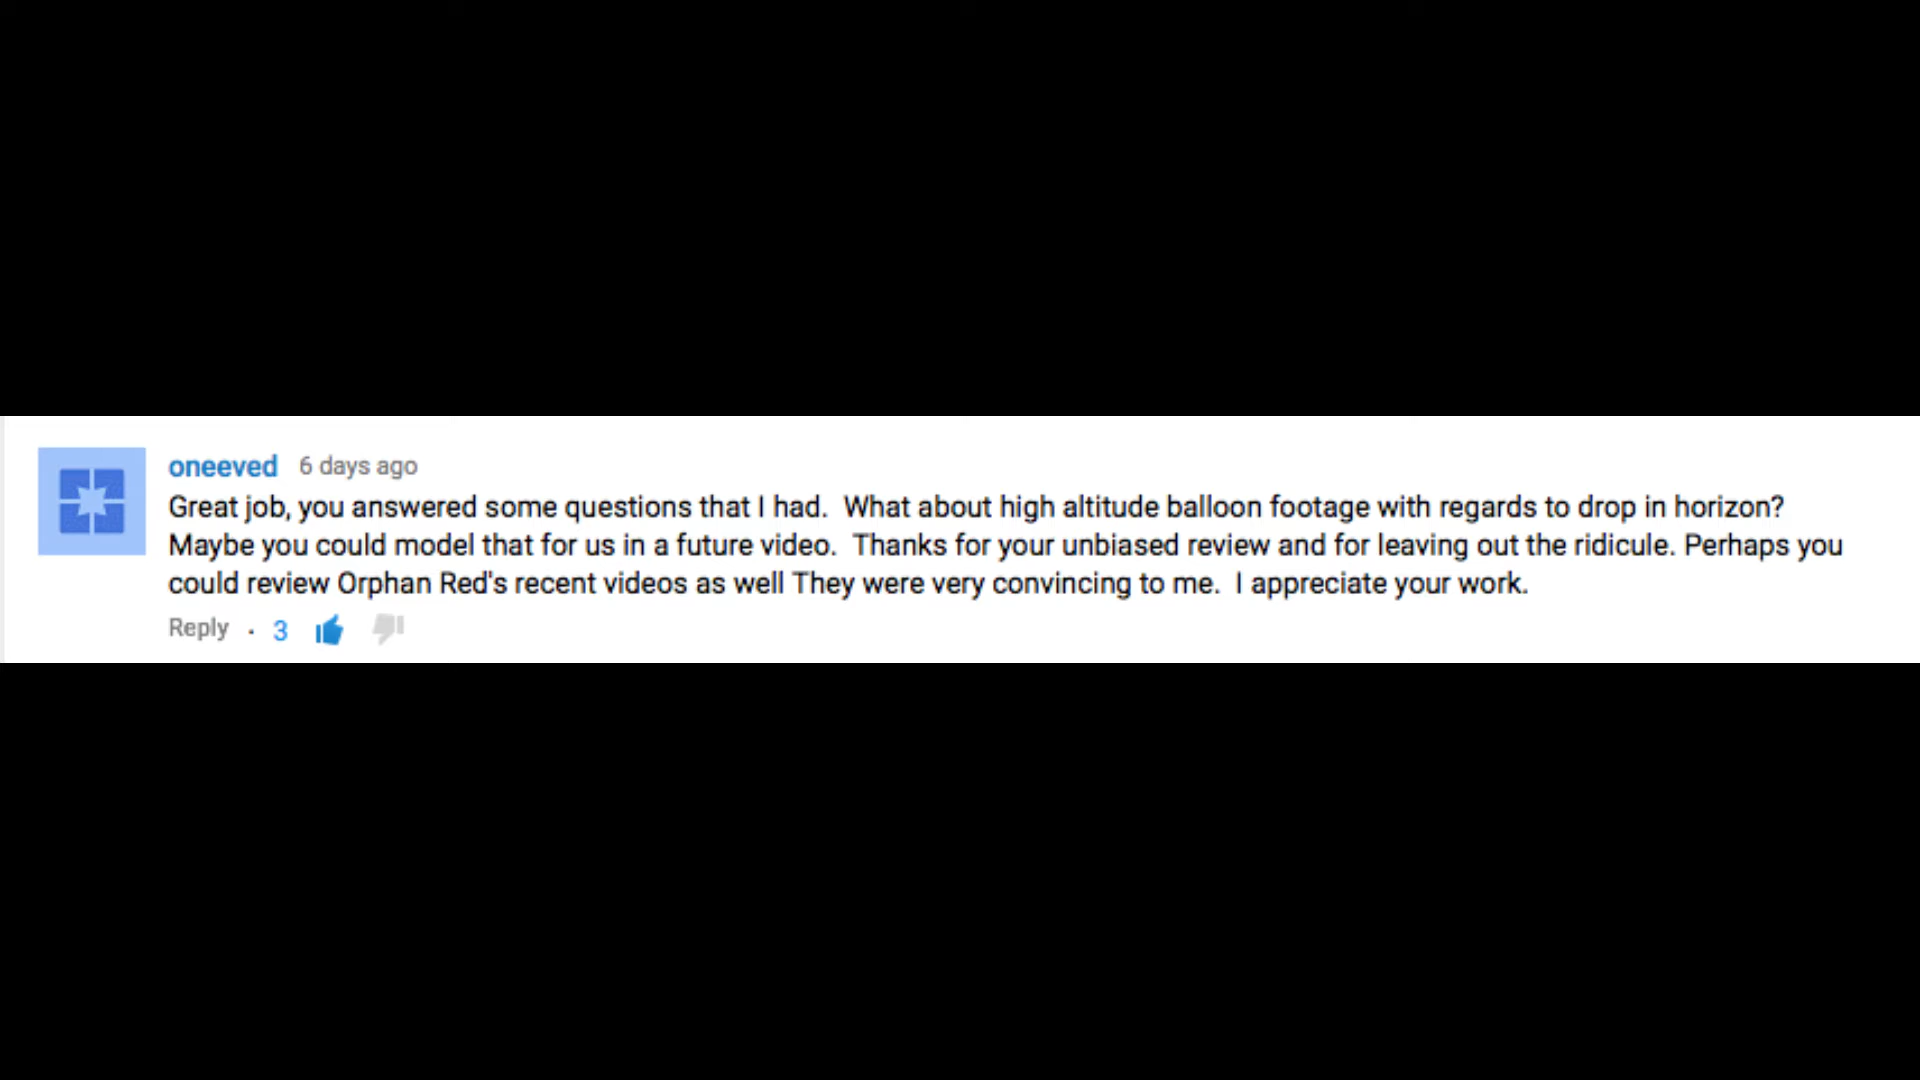 oneeved 6 days ago
Great job, you answered some questions that I had.  What about high altitude balloon footage with regards to drop in horizon?
Maybe you could model that for us in a future video.  Thanks for your unbiased review and for leaving out the ridicule. Perhaps you
could review Orphan Red's recent videos as well They were very convincing to me.  I appreciate your work.
Reply · 3